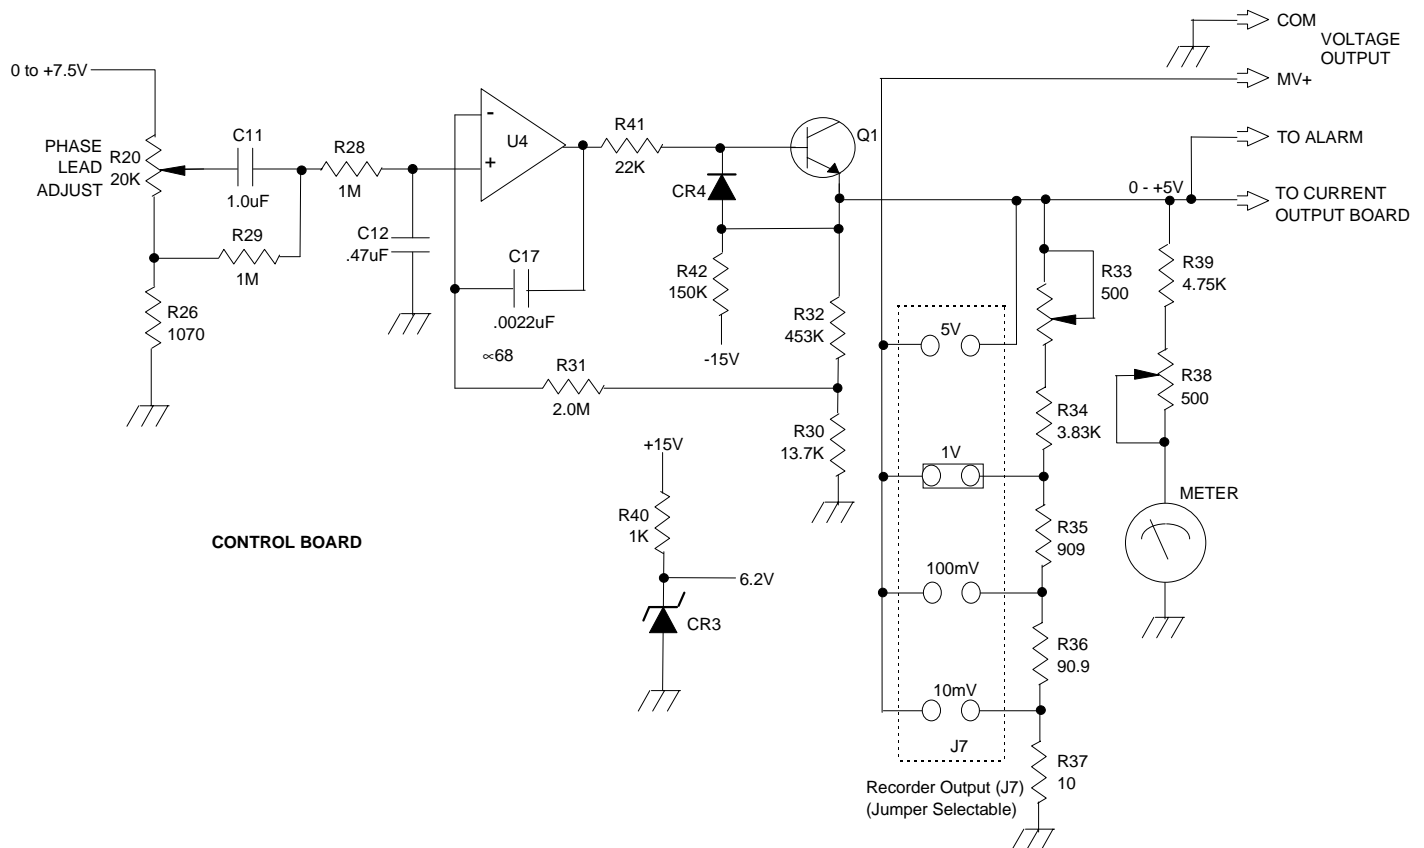 COM
VOLTAGE
OUTPUT
0 to +7.5V
MV+
PHASE
LEAD
ADJUST
R20
20K
C11
1.0uF
R28
1M
-
+
U4
R41
22K
Q1
TO ALARM
CR4
0 - +5V
TO CURRENT
OUTPUT BOARD
R29
1M
C12
.47uF
C17
.0022uF
R42
150K
-15V
R26
1070
∝68
R31
2.0M
R32
453K
R33
500
R39
4.75K
5V
R38
500
R34
3.83K
R30
13.7K
+15V
1V
METER
R40
1K
R35
909
CONTROL BOARD
6.2V
100mV
CR3
R36
90.9
10mV
J7
R37
10
Recorder Output (J7)
(Jumper Selectable)